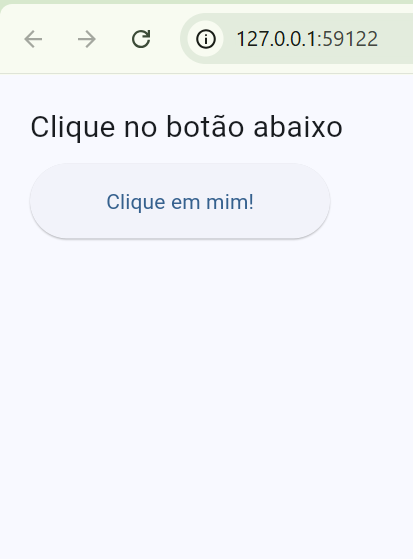 127.0.0.1:59122
Clique no botão abaixo
Clique em mim!